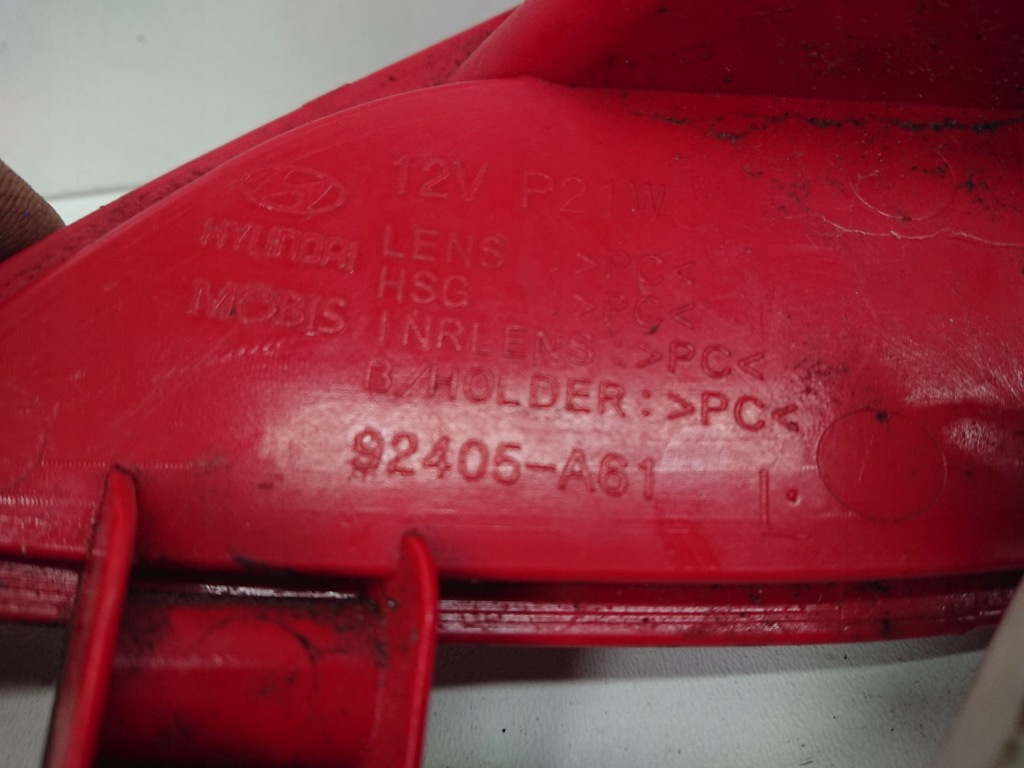 12V P21W
HYUNDAI
MOBIS
LENS :>PC<
HSG :>PC<
INRLENS:>PC<
B/HOLDER:>PC<
92405-A61